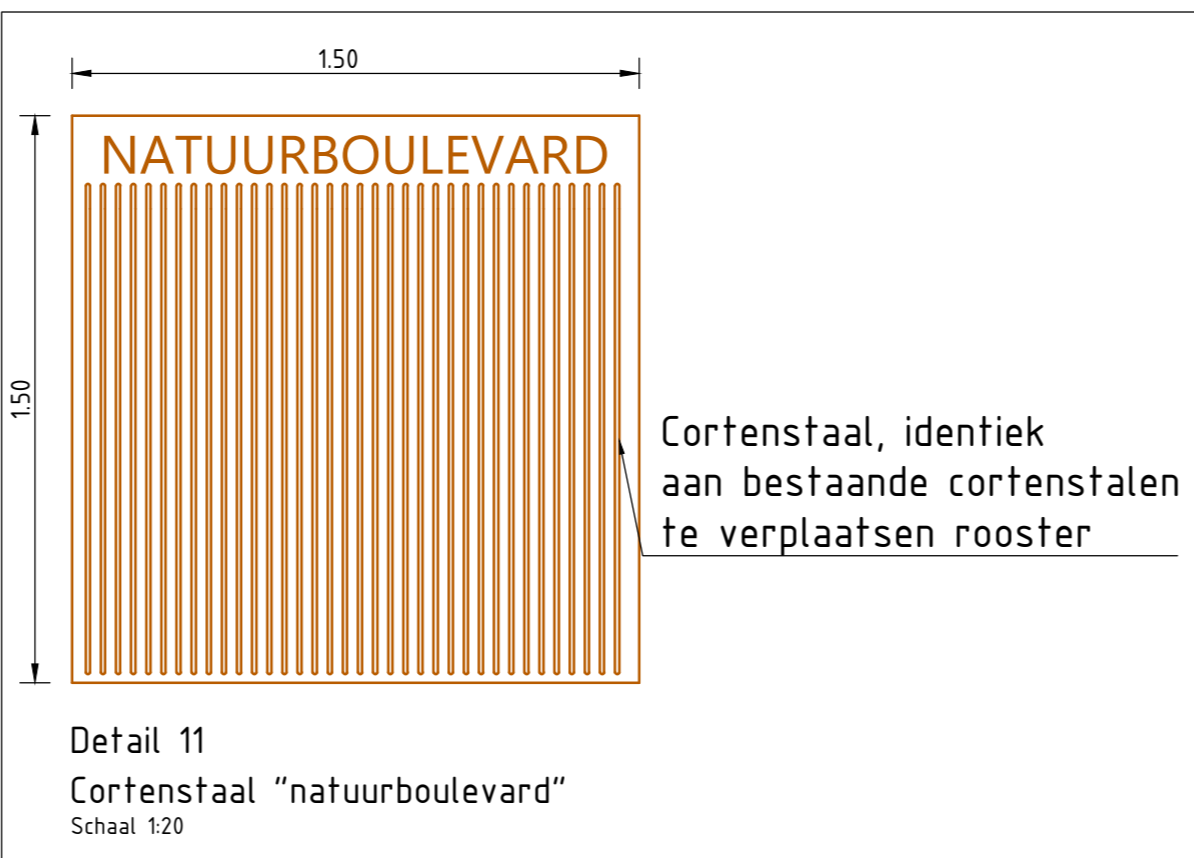 1.50
NATUURBOULEVARD
1.50
Cortenstaal, identiek
aan bestaande cortenstalen
te verplaatsen rooster
Detail 11
Cortenstaal "natuurboulevard"
Schaal 1:20